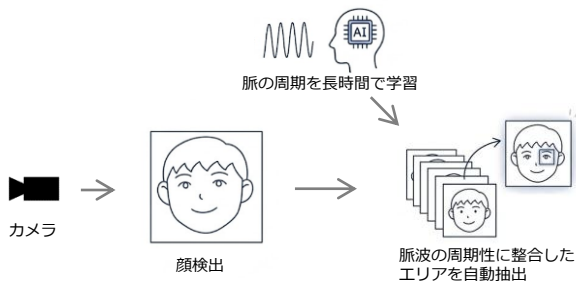 AI
脈の周期を長時間で学習
カメラ
顔検出
脈波の周期性に整合した
エリアを自動抽出